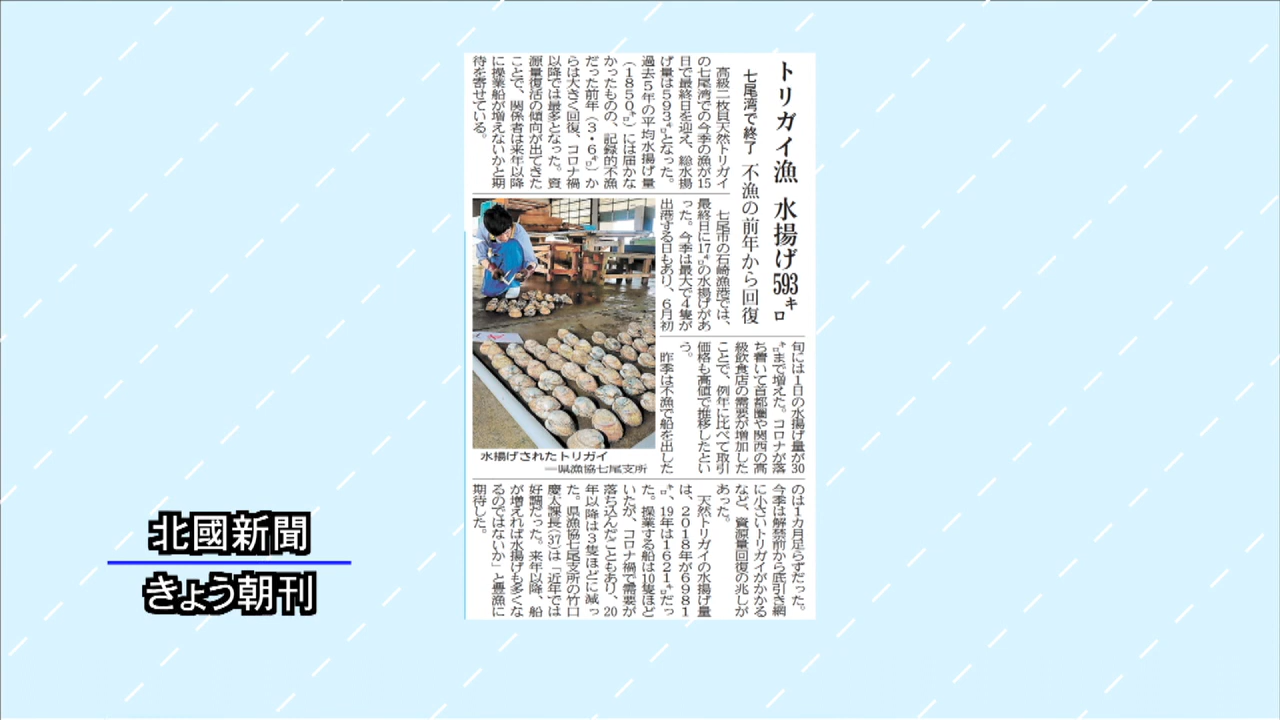 トリガイ漁 水揚げ593㌔
七尾湾で終了 不漁の前年から回復
高級二枚貝天然トリガイ
の七尾湾での今季の漁が15
日で最終日を迎え、総水揚
げ量は593㌔となった。
過去5年の平均水揚げ量
(1850㌔)には届かな
かったものの、記録的不漁
だった前年(3・6㌔)か
らは大きく回復、コロナ禍
以降では最多となった。資
源量復活の傾向が出てきた
ことで、関係者は来年以降
に操業船が増えないかと期
待を寄せている。
七尾市の石崎漁港では、
最終日に17㌔の水揚げがあ
った。今季は最大で4隻が
出港する日もあり、6月初
旬には1日の水揚げ量が30
㌔まで増えた。コロナが落
ち着いて首都圏や関西の高
級飲食店の需要が増加した
ことで、例年に比べて取引
価格も高値で推移したとい
う。
昨季は不漁で船を出した
のは1カ月足らずだった。
今季は解禁前から底引き網
に小さいトリガイがかかる
など、資源量回復の兆しが
あった。
天然トリガイの水揚げ量
は、2018年が6981
㌔、19年は1621㌔だっ
た。操業する船は10隻ほど
いたが、コロナ禍で需要が
落ち込んだこともあり、20
年以降は3隻ほどに減っ
た。県漁協七尾支所の竹口
慶太課長(37)は「近年では
好調だった。来年以降、船
が増えれば水揚げも多くな
るのではないか」と豊漁に
期待した。
水揚げされたトリガイ
＝県漁協七尾支所
北國新聞
きょう朝刊